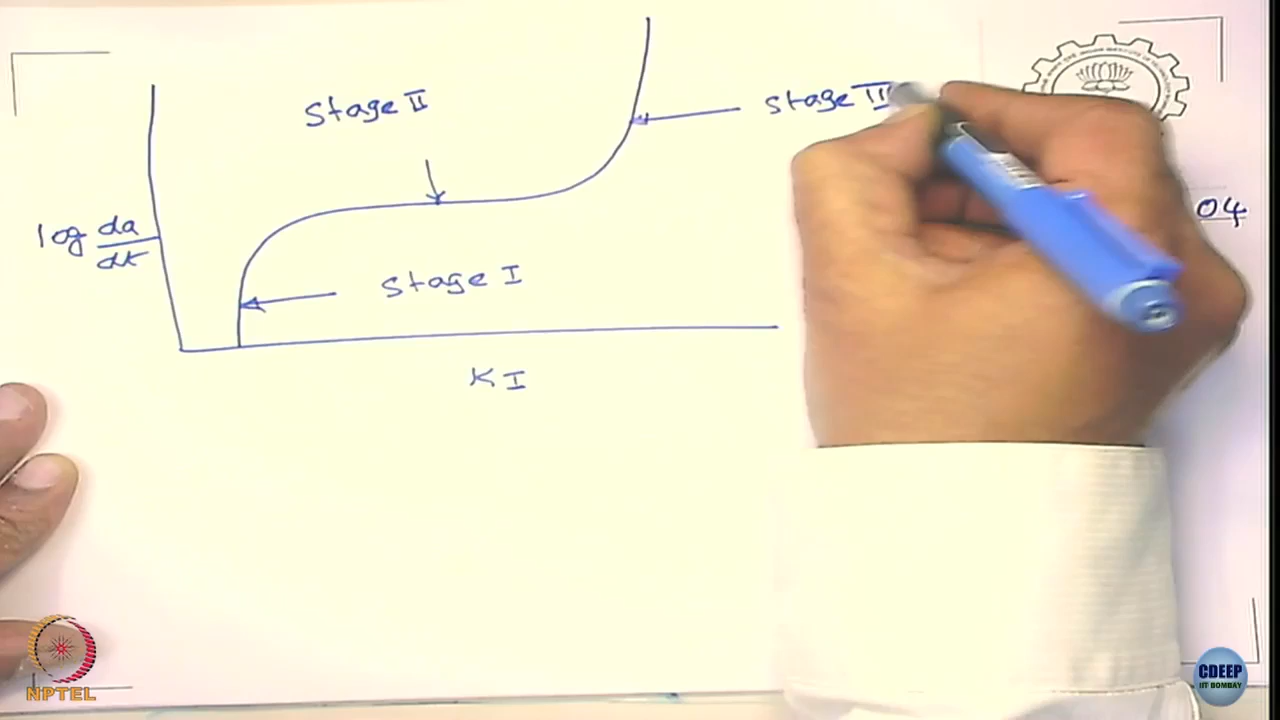 Stage II
Stage III
04
log da/dt
Stage I
K I
NPTEL
CDEEP
IIT BOMBAY